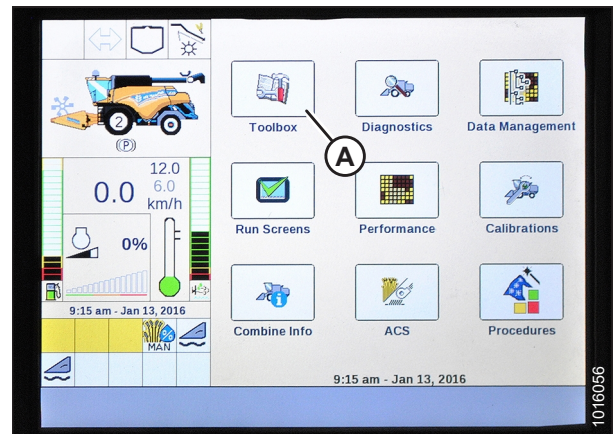 2
(P)
12.0
0.0
6.0
km/h
0%
9:15 am - Jan 13, 2016
MAN
Toolbox
Diagnostics
Data Management
A
Run Screens
Performance
Calibrations
Combine Info
ACS
Procedures
9:15 am - Jan 13, 2016
1016056